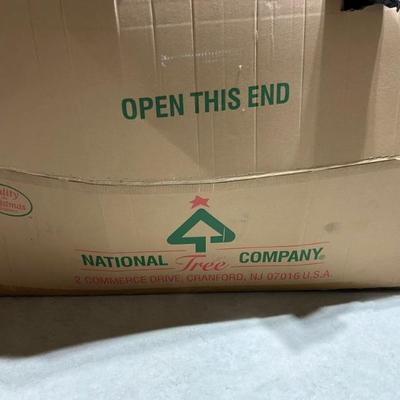 OPEN THIS END
NATIONAL Tree COMPANY®
2 COMMERCE DRIVE, CRANFORD, NJ 07016 U.S.A.